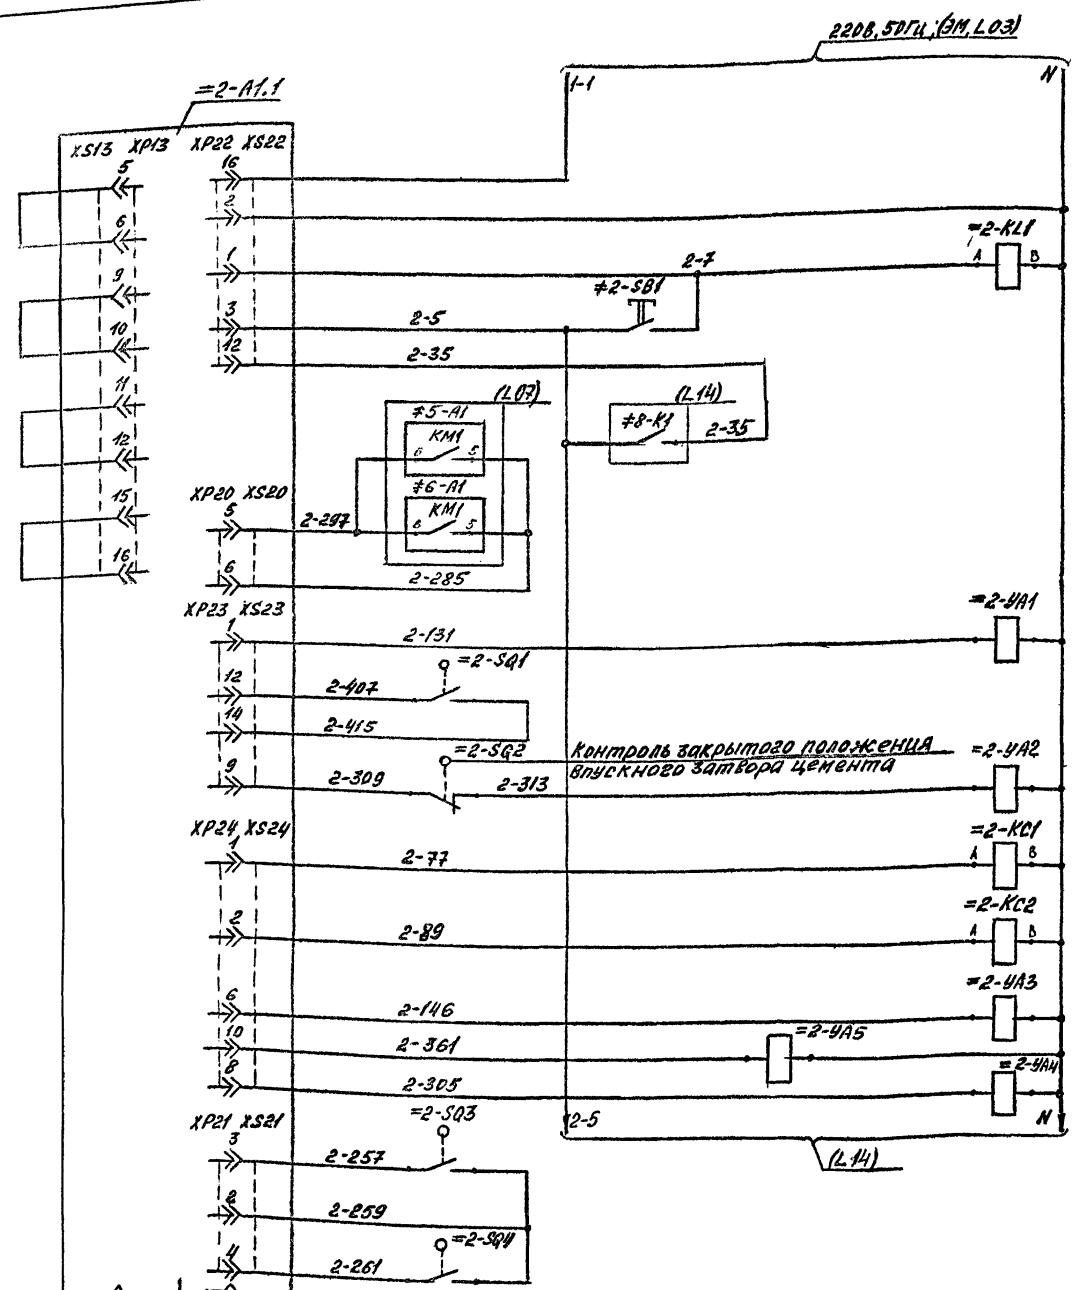 220В, 50Гц; (ЭМ, L03)
1-1
N
=2-A1.1
XS13 XP13 XP22 XS22
5
16
2
6
=2-KL1
1
2-7
A
B
9
≠2-SB1
3
2-5
10
12
2-35
(L07)
(L14)
11
≠5-A1
≠8-K1
2-35
KM1
12
6
5
≠6-A1
15
XP20 XS20
KM1
5
2-297
6
5
16
6
2-285
XP23 XS23
=2-YA1
1
2-131
=2-SQ1
12
2-407
14
2-415
=2-SQ2
Контроль закрытого положения
впускного затвора цемента
=2-YA2
9
2-309
2-313
XP24 XS24
=2-KC1
1
2-77
A
B
=2-KC2
2
2-89
A
B
6
2-146
=2-YA3
10
2-361
=2-YA5
8
2-305
=2-YA4
XP21 XS21
=2-SQ3
2-5
N
3
2-257
(L14)
2
2-259
=2-SQ4
4
2-261